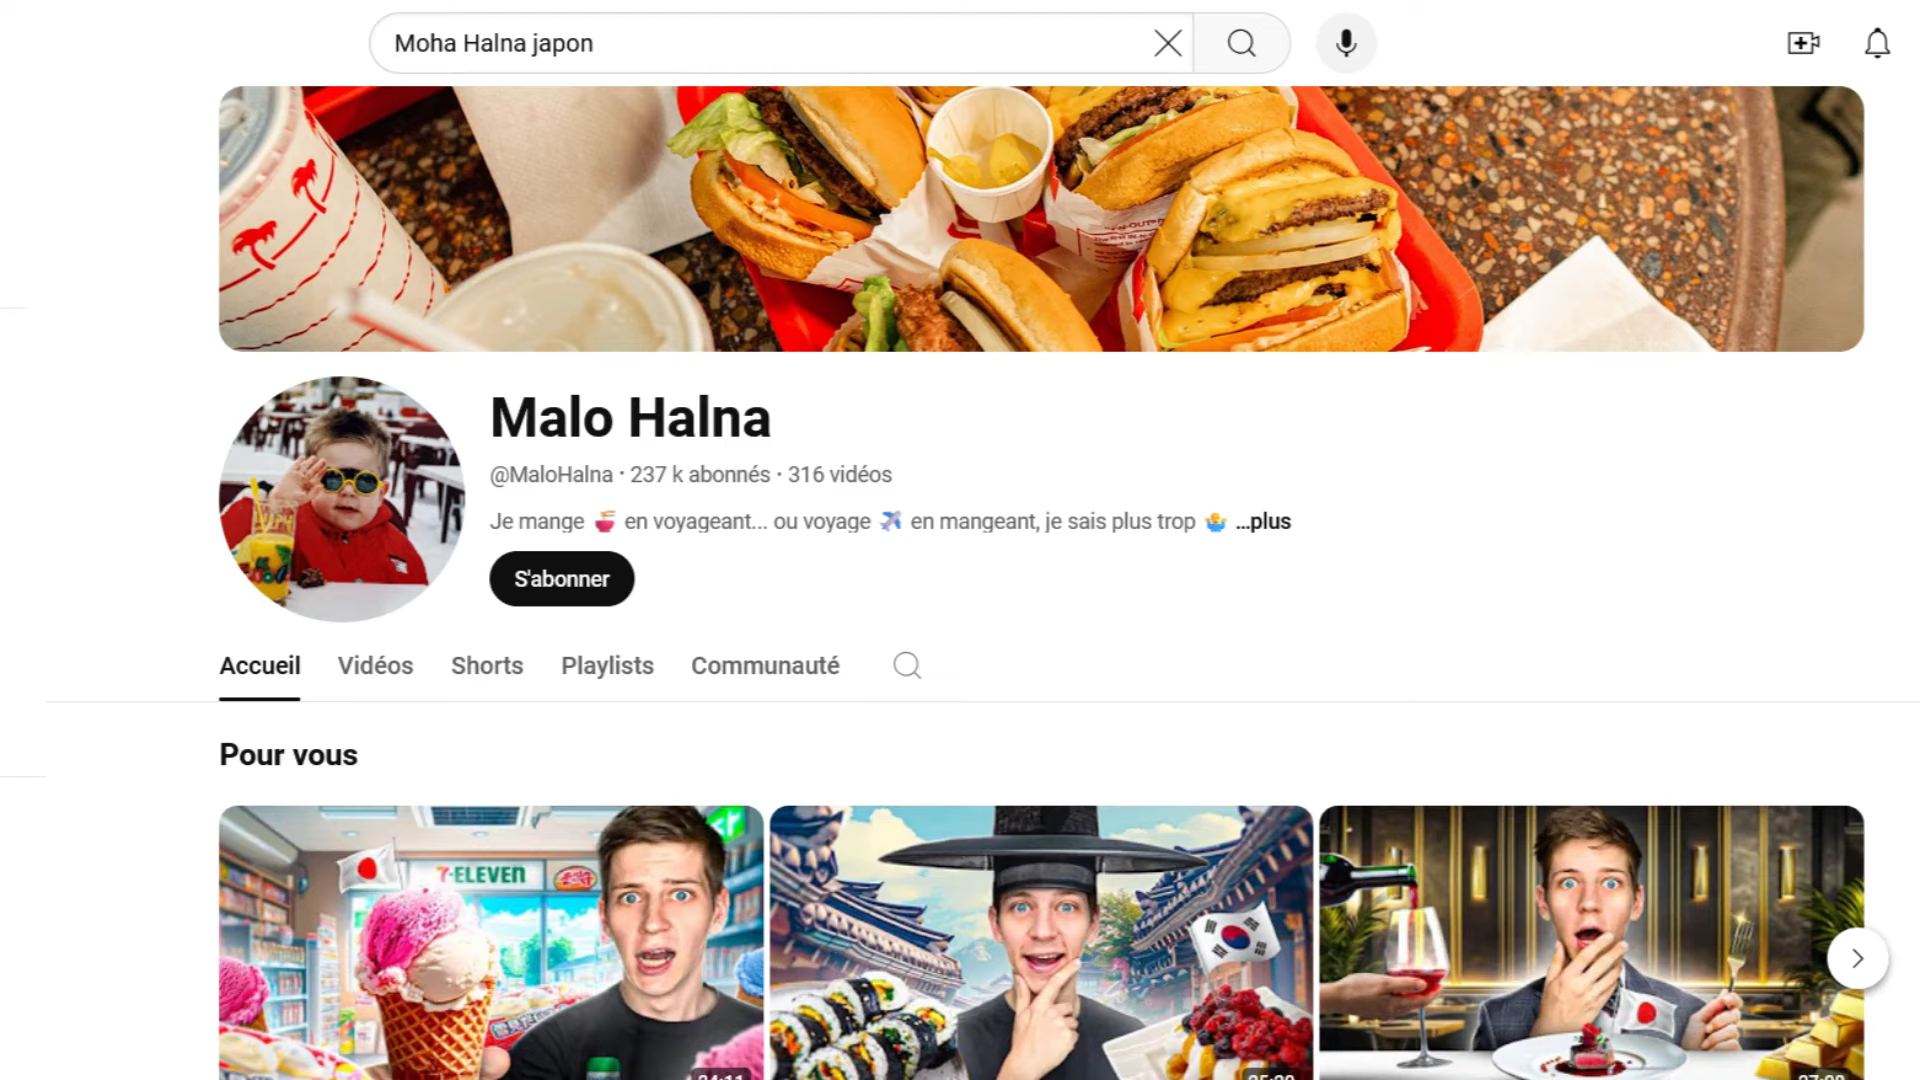 Moha Halna japon
Malo Halna
@MaloHalna · 237 k abonnés · 316 vidéos
Je mange 🍜 en voyageant... ou voyage ✈️ en mangeant, je sais plus trop 🤷 ...plus
S'abonner
Accueil Vidéos Shorts Playlists Communauté
Pour vous
7-ELEVEN